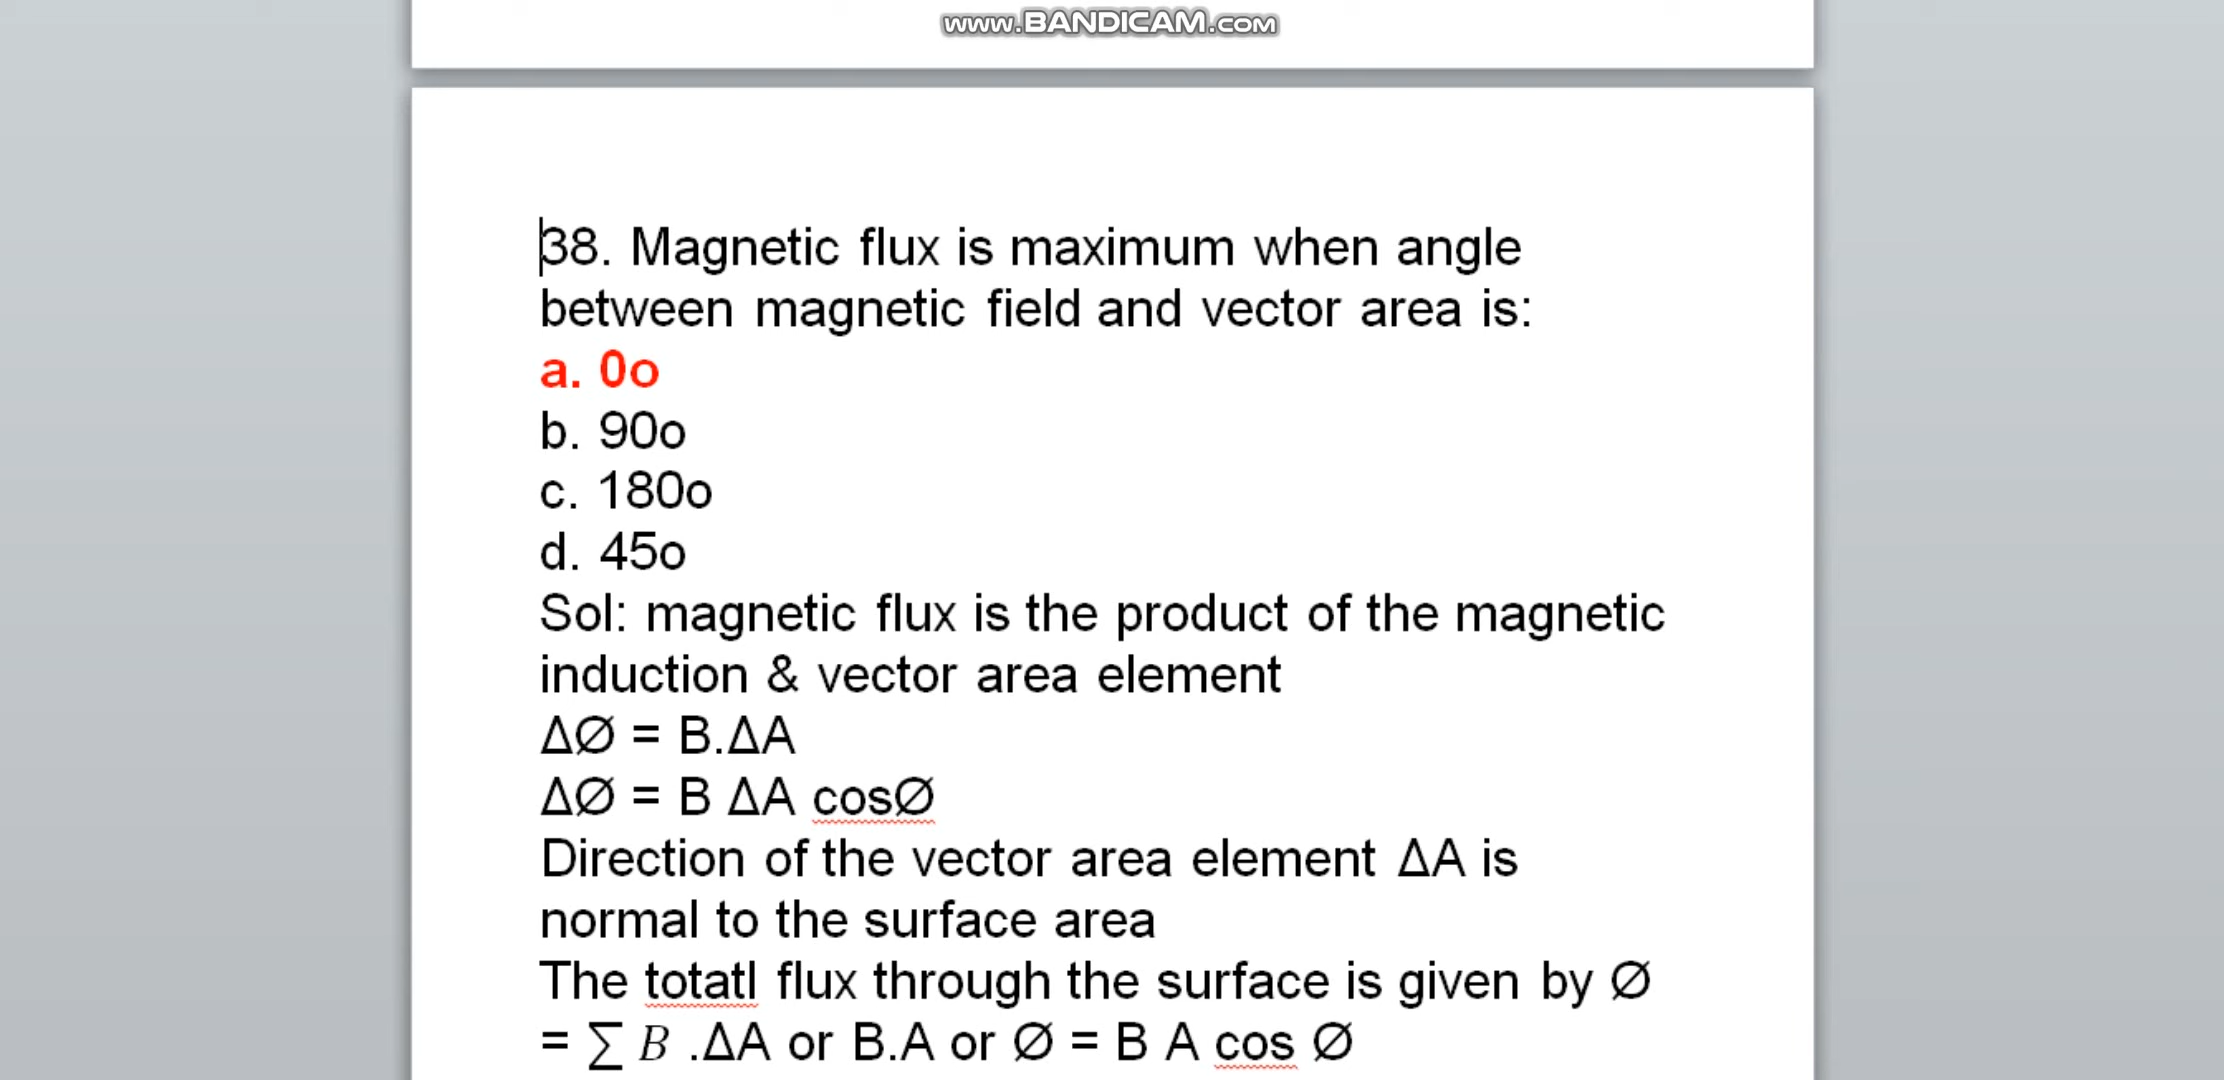 www.BANDICAM.COM
38. Magnetic flux is maximum when angle
between magnetic field and vector area is:
a. 0o
b. 90o
c. 180o
d. 45o
Sol: magnetic flux is the product of the magnetic
induction & vector area element
ΔØ = B.ΔA
ΔØ = B ΔA cosØ
Direction of the vector area element ΔA is
normal to the surface area
The totatl flux through the surface is given by Ø
= ∑ B .ΔA or B.A or Ø = B A cos Ø